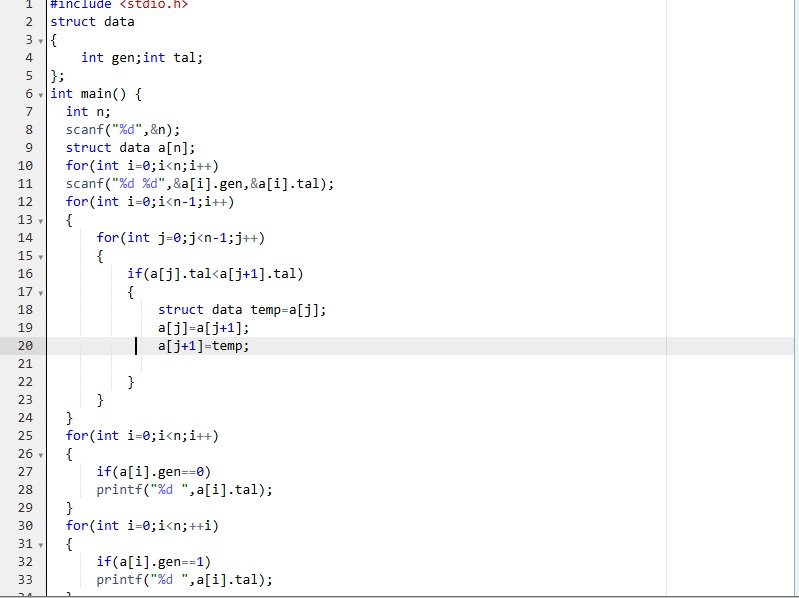 1 #include <stdio.h>
2 struct data
3 {
4     int gen;int tal;
5 };
6 int main() {
7   int n;
8   scanf("%d",&n);
9   struct data a[n];
10   for(int i=0;i<n;i++)
11   scanf("%d %d",&a[i].gen,&a[i].tal);
12   for(int i=0;i<n-1;i++)
13   {
14       for(int j=0;j<n-1;j++)
15       {
16           if(a[j].tal<a[j+1].tal)
17           {
18               struct data temp=a[j];
19               a[j]=a[j+1];
20               a[j+1]=temp;
21
22           }
23       }
24   }
25   for(int i=0;i<n;i++)
26   {
27       if(a[i].gen==0)
28       printf("%d ",a[i].tal);
29   }
30   for(int i=0;i<n;++i)
31   {
32       if(a[i].gen==1)
33       printf("%d ",a[i].tal);
34   }